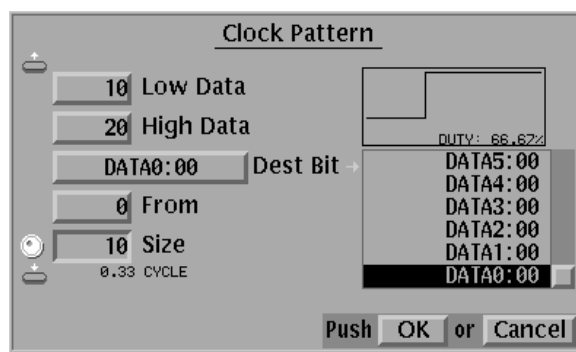 Clock Pattern
10 Low Data
20 High Data
DATA0:00 Dest Bit
0 From
10 Size
0.33 CYCLE
DUTY: 66.67%
DATA5:00
DATA4:00
DATA3:00
DATA2:00
DATA1:00
DATA0:00
Push OK or Cancel